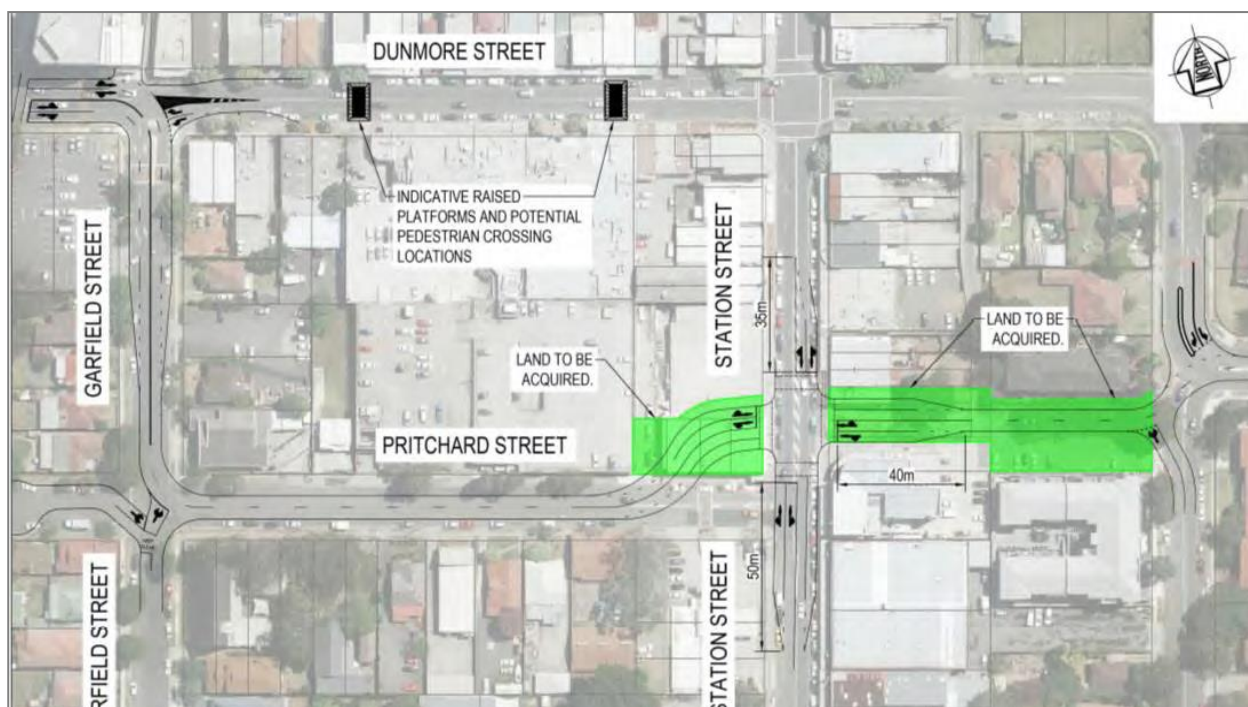 DUNMORE STREET
NORTH
INDICATIVE RAISED
PLATFORMS AND POTENTIAL
PEDESTRIAN CROSSING
LOCATIONS
GARFIELD STREET
STATION STREET
35m
LAND TO BE
ACQUIRED.
LAND TO BE
ACQUIRED.
PRITCHARD STREET
40m
50m
RFIELD STREET
STATION STREET